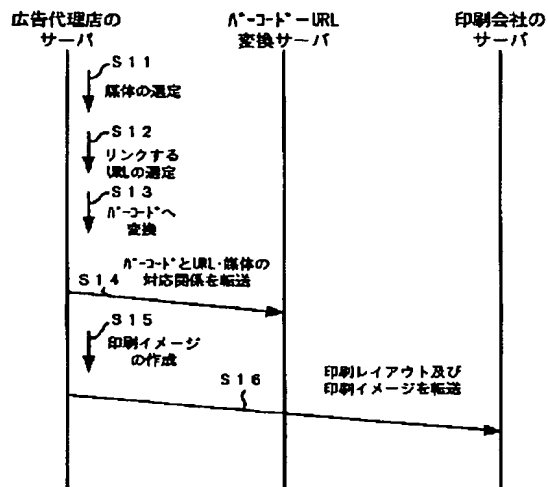 広告代理店の
サーバ
ﾊﾞｰｺｰﾄﾞｰURL
変換サーバ
印刷会社の
サーバ
S11
媒体の選定
S12
リンクする
URLの選定
S13
ﾊﾞｰｺｰﾄﾞへ
変換
ﾊﾞｰｺｰﾄﾞとURL・媒体の
対応関係を転送
S14
S15
印刷イメージ
の作成
印刷レイアウト及び
印刷イメージを転送
S16